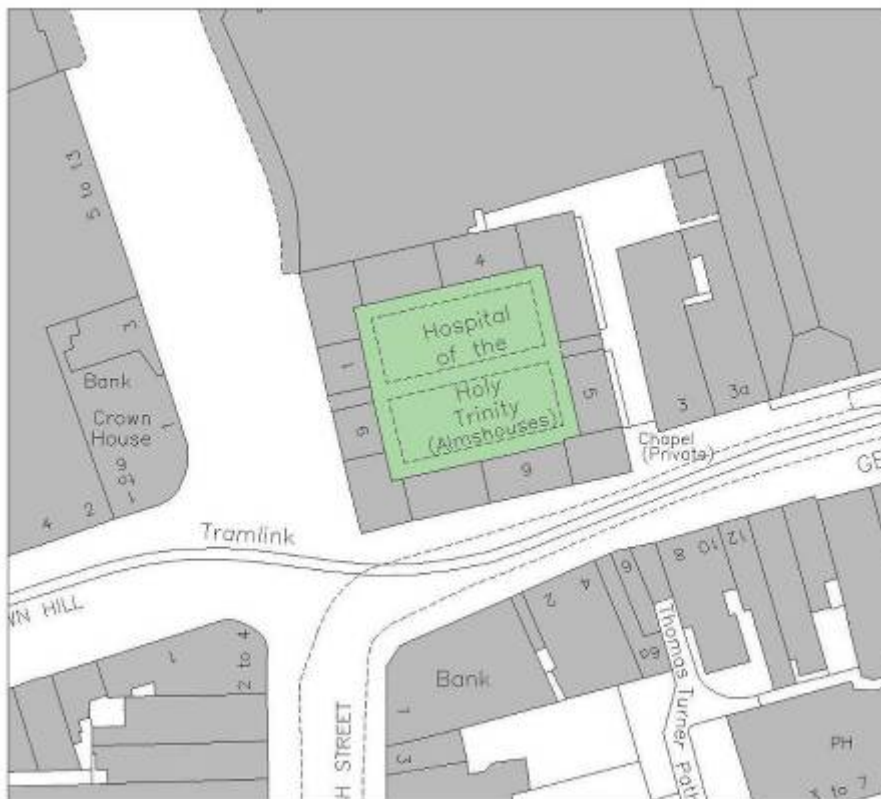 5 to 13
4
3
Hospital
of the
1
Bank
Holy
Trinity
(Almshouses)
5
3
3a
Crown
House
1
9
Chapel
(Private)
1 to 6
9
4
2
Tramlink
12
10
8
6
4
2
WN HILL
Thomas Turner Path
1
2 to 4
6a
Bank
1
H STREET
3
PH
3 to 7